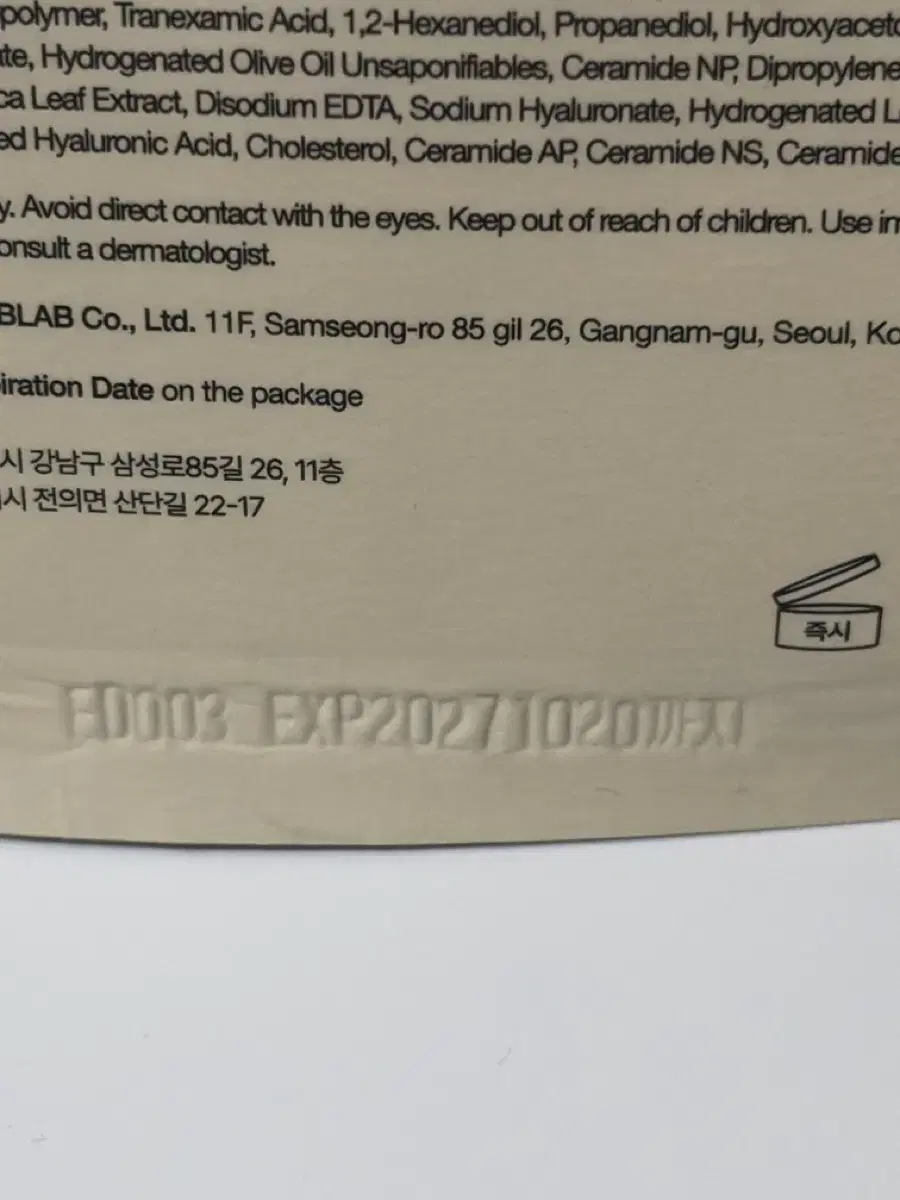 polymer, Tranexamic Acid, 1,2-Hexanediol, Propanediol, Hydroxyaceto
te, Hydrogenated Olive Oil Unsaponifiables, Ceramide NP, Dipropylene
ca Leaf Extract, Disodium EDTA, Sodium Hyaluronate, Hydrogenated L
ed Hyaluronic Acid, Cholesterol, Ceramide AP, Ceramide NS, Ceramide
y. Avoid direct contact with the eyes. Keep out of reach of children. Use im
onsult a dermatologist.
BLAB Co., Ltd. 11F, Samseong-ro 85 gil 26, Gangnam-gu, Seoul, Ko
iration Date on the package
시 강남구 삼성로85길 26, 11층
시 전의면 산단길 22-17
즉시
EXP20271020까지